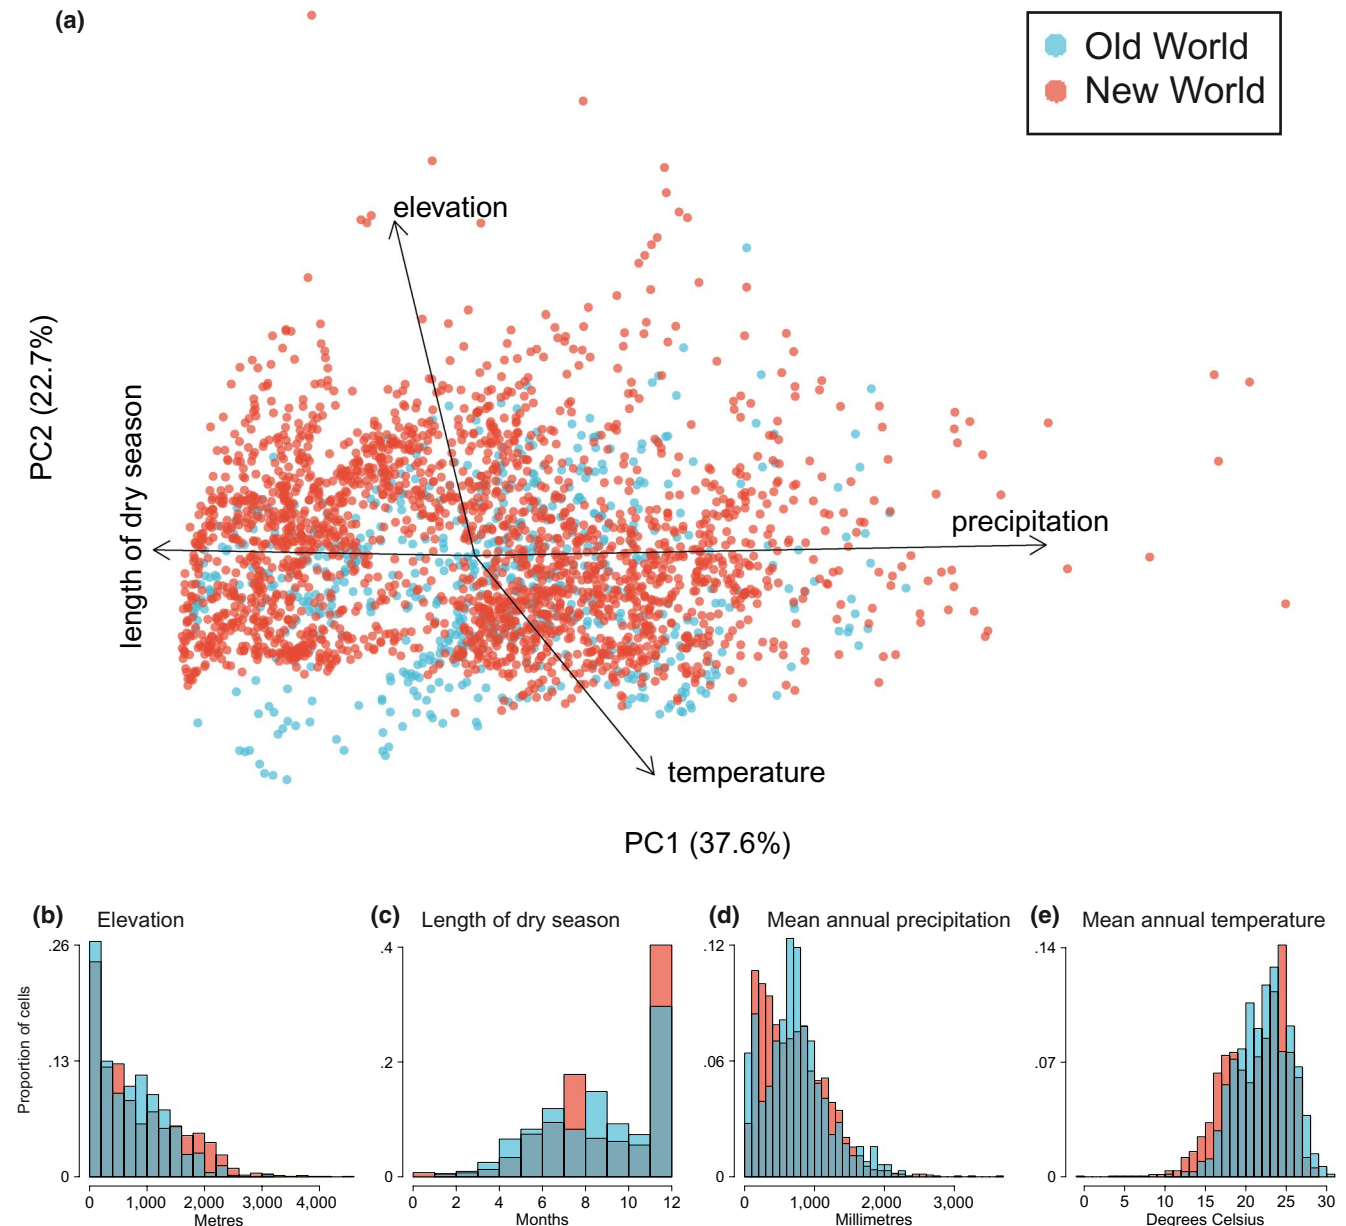 (a)
Old World
New World
elevation
PC2 (22.7%)
length of dry season
precipitation
temperature
PC1 (37.6%)
(b) Elevation
(c) Length of dry season
(d) Mean annual precipitation
(e) Mean annual temperature
Proportion of cells
.26
.13
0
0 1,000 2,000 3,000 4,000
Metres
.4
.2
0
0 2 4 6 8 10 12
Months
.12
.06
0
0 1,000 2,000 3,000
Millimetres
.14
.07
0
0 5 10 15 20 25 30
Degrees Celsius